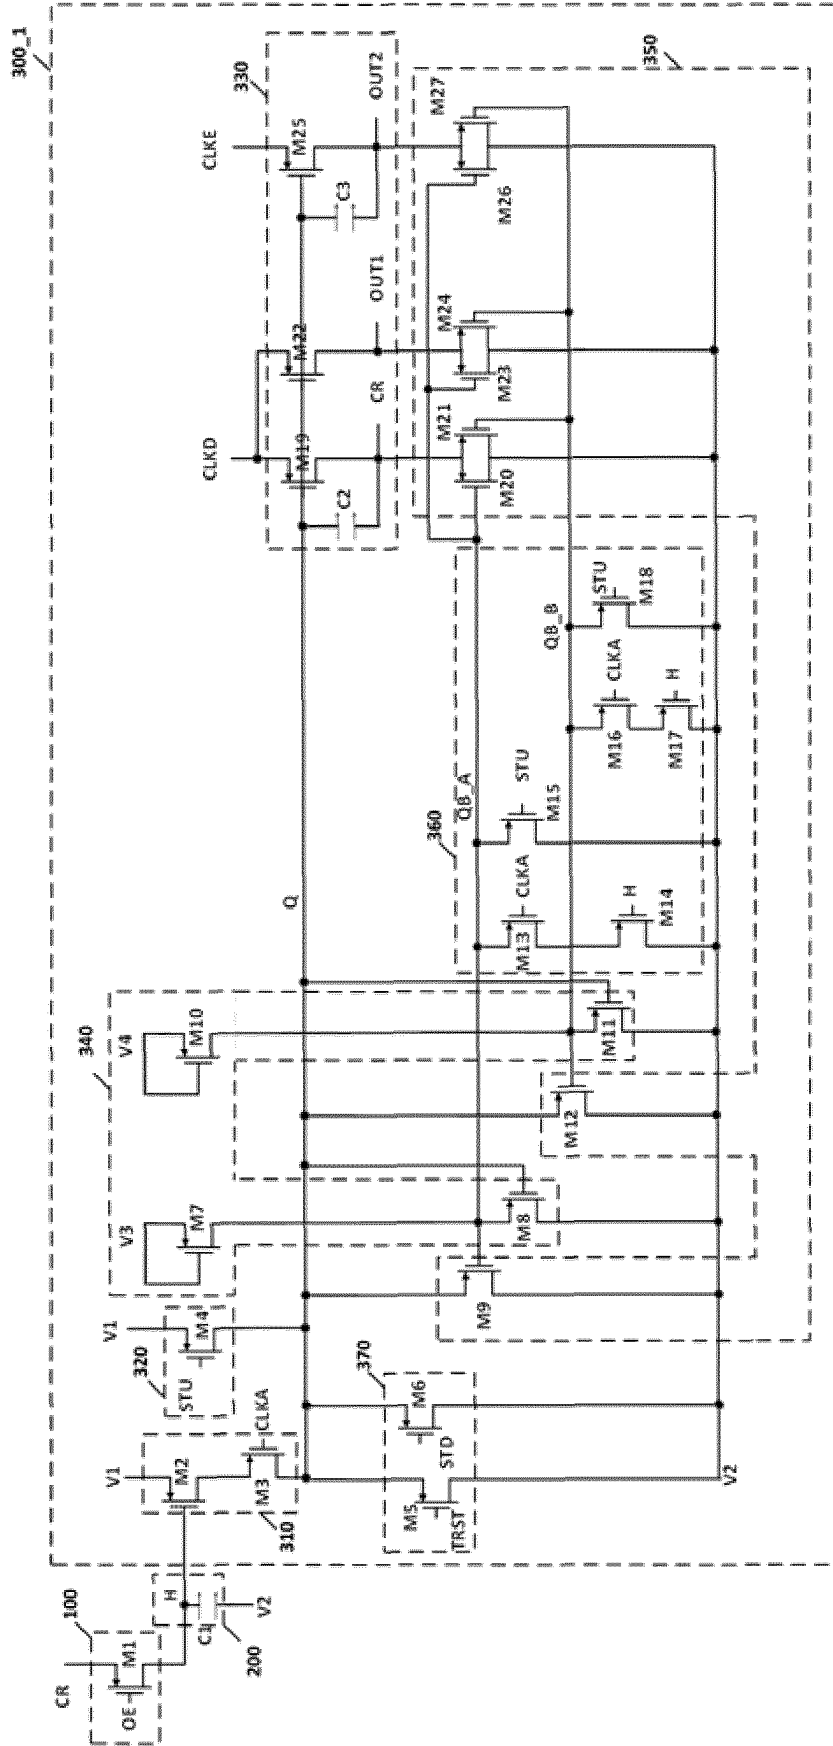 300_1
CR
100
340
V1
V1
V3
V4
OE
M1
H
M2
STU
320
M4
M7
M10
CLKD
CLKE
C1
V2
200
310
M3
CLKA
Q
M19
M22
M25
330
C2
C3
CR
OUT1
OUT2
M5
TRST
STD
M6
370
M9
M8
M12
M11
360
QB_A
M13
CLKA
M15
STU
M14
H
QB_B
M16
CLKA
M17
H
STU
M18
M20
M21
M23
M24
M26
M27
350
V2